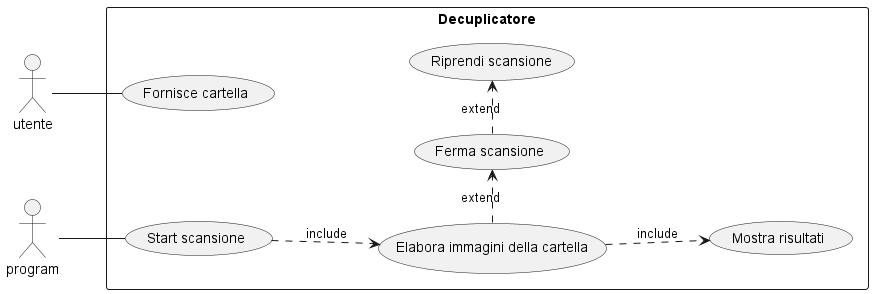 Decuplicatore
Riprendi scansione
utente
Fornisce cartella
extend
Ferma scansione
extend
program
Start scansione
include
Elabora immagini della cartella
include
Mostra risultati